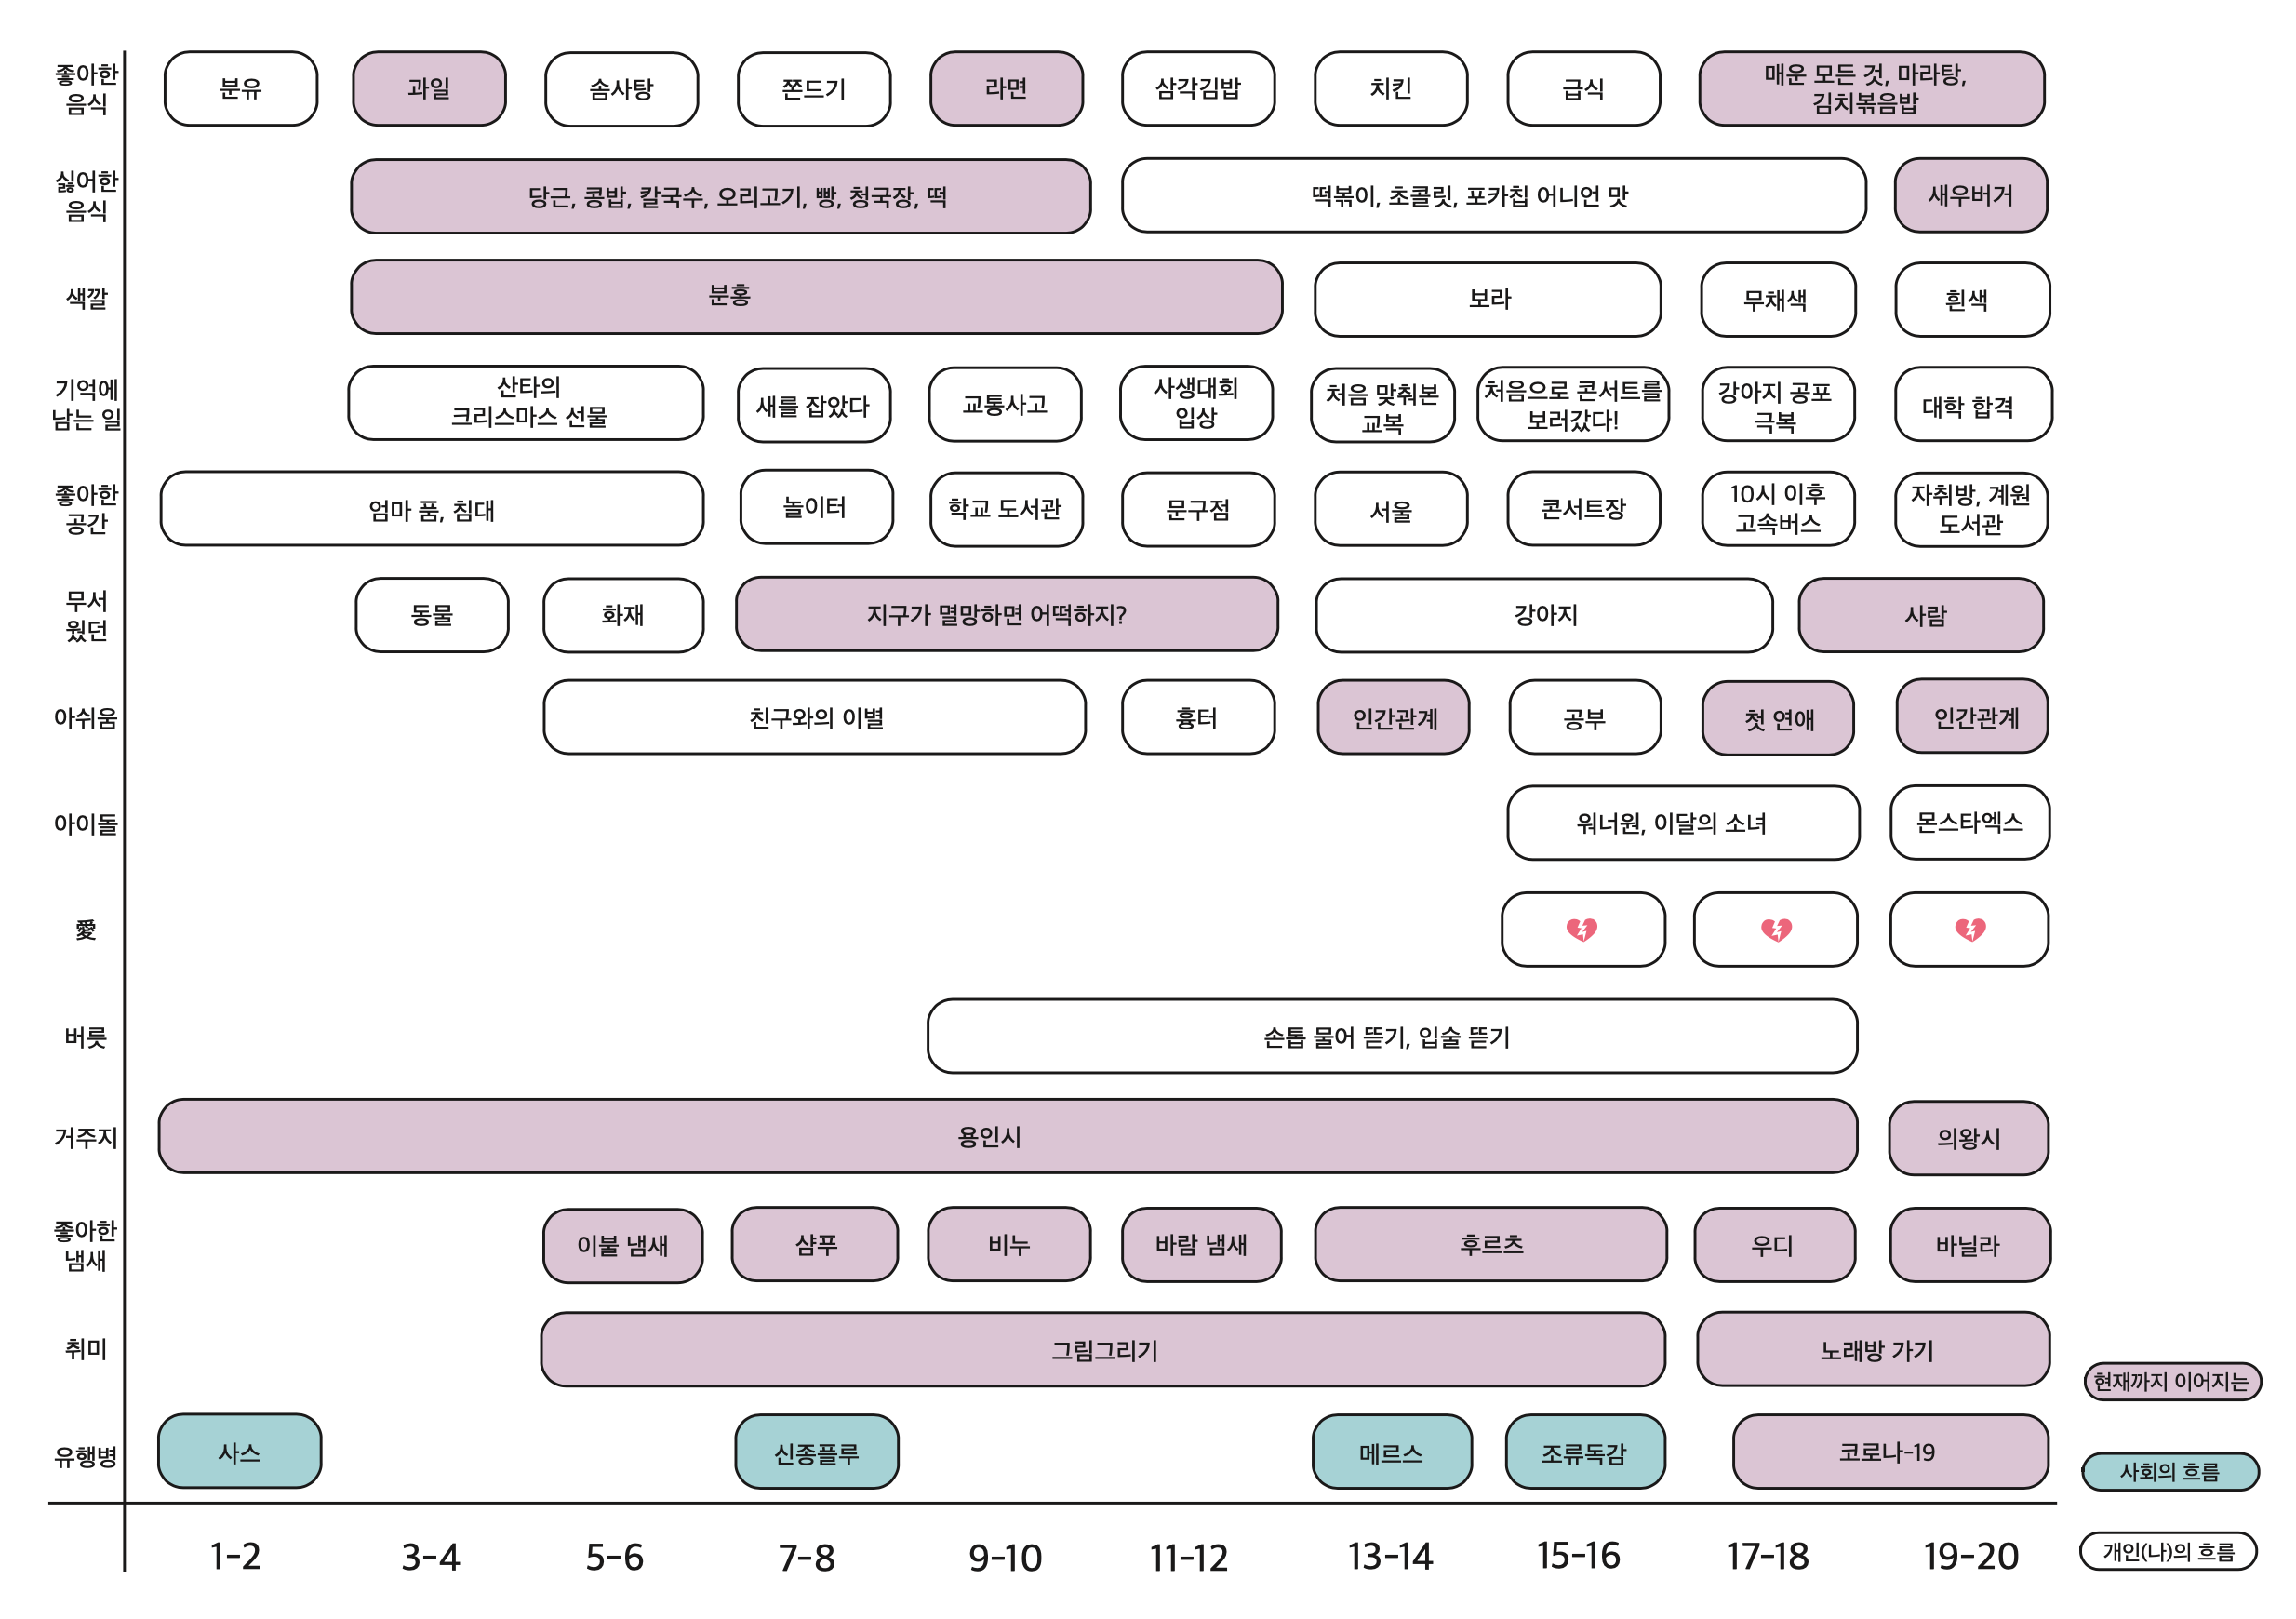 좋아한
음식
분유
과일
솜사탕
쫀드기
라면
삼각김밥
치킨
급식
매운 모든 것, 마라탕,
김치볶음밥
싫어한
음식
당근, 콩밥, 칼국수, 오리고기, 빵, 청국장, 떡
떡볶이, 초콜릿, 포카칩 어니언 맛
새우버거
색깔
분홍
보라
무채색
흰색
기억에
남는 일
산타의
크리스마스 선물
새를 잡았다
교통사고
사생대회
입상
처음 맞춰본
교복
처음으로 콘서트를
보러갔다!
강아지 공포
극복
대학 합격
좋아한
공간
엄마 품, 침대
놀이터
학교 도서관
문구점
서울
콘서트장
10시 이후
고속버스
자취방, 계원
도서관
무서
웠던
동물
화재
지구가 멸망하면 어떡하지?
강아지
사람
아쉬움
친구와의 이별
흉터
인간관계
공부
첫 연애
인간관계
아이돌
워너원, 이달의 소녀
몬스타엑스
愛
버릇
손톱 물어 뜯기, 입술 뜯기
거주지
용인시
의왕시
좋아한
냄새
이불 냄새
샴푸
비누
바람 냄새
후르츠
우디
바닐라
취미
그림그리기
노래방 가기
현재까지 이어지는
유행병
사스
신종플루
메르스
조류독감
코로나-19
사회의 흐름
1-2
3-4
5-6
7-8
9-10
11-12
13-14
15-16
17-18
19-20
개인(나)의 흐름